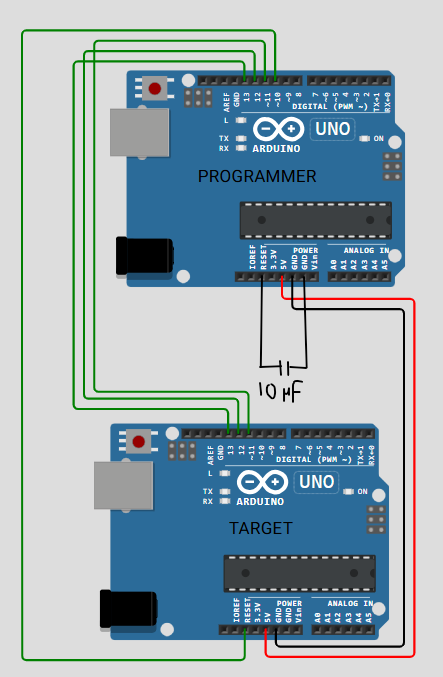 AREF
GND
13
12
~11
~10
~9
8
7
~6
~5
4
~3
2
TX→1
RX←0
DIGITAL (PWM ~)
L
TX
RX
UNO
ON
ARDUINO
PROGRAMMER
IOREF
RESET
3.3V
5V
GND
GND
Vin
POWER
ANALOG IN
A0
A1
A2
A3
A4
A5
10 µF
AREF
GND
13
12
~11
~10
~9
8
7
~6
~5
4
~3
2
TX→1
RX←0
DIGITAL (PWM ~)
L
TX
RX
UNO
ON
ARDUINO
TARGET
IOREF
RESET
3.3V
5V
GND
GND
Vin
POWER
ANALOG IN
A0
A1
A2
A3
A4
A5